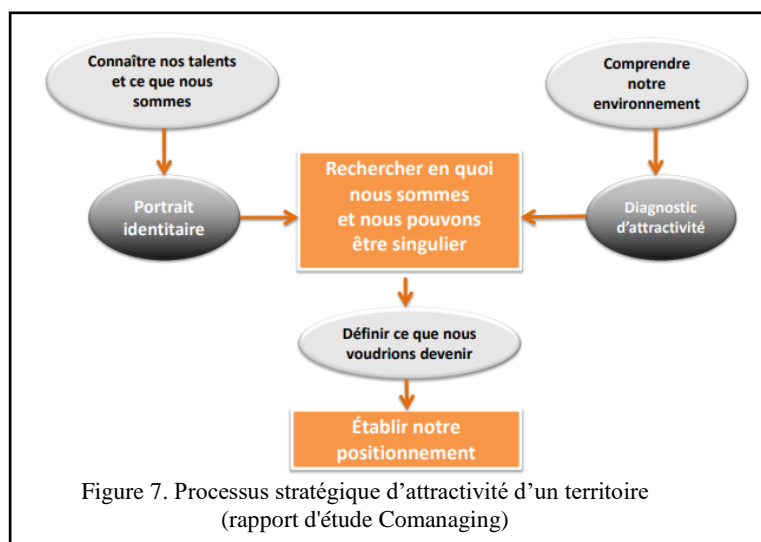 Connaître nos talents
et ce que nous
sommes
Comprendre
notre
environnement
Portrait
identitaire
Rechercher en quoi
nous sommes
et nous pouvons
être singulier
Diagnostic
d'attractivité
Définir ce que nous
voudrions devenir
Établir notre
positionnement
Figure 7. Processus stratégique d'attractivité d'un territoire
(rapport d'étude Comanaging)